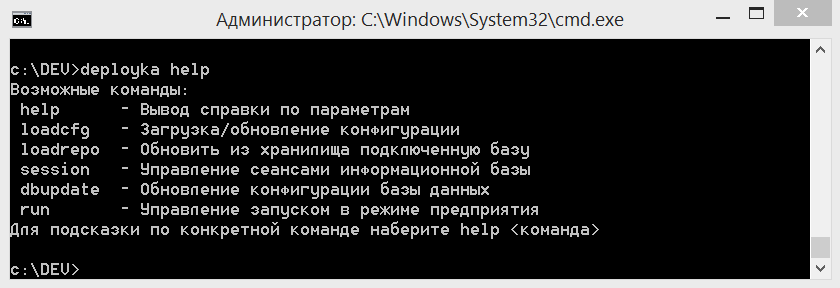 Администратор: C:\Windows\System32\cmd.exe
c:\DEV>deployka help
Возможные команды:
help - Вывод справки по параметрам
loadcfg - Загрузка/обновление конфигурации
loadrepo - Обновить из хранилища подключенную базу
session - Управление сеансами информационной базы
dbupdate - Обновление конфигурации базы данных
run - Управление запуском в режиме предприятия
Для подсказки по конкретной команде наберите help <команда>
c:\DEV>